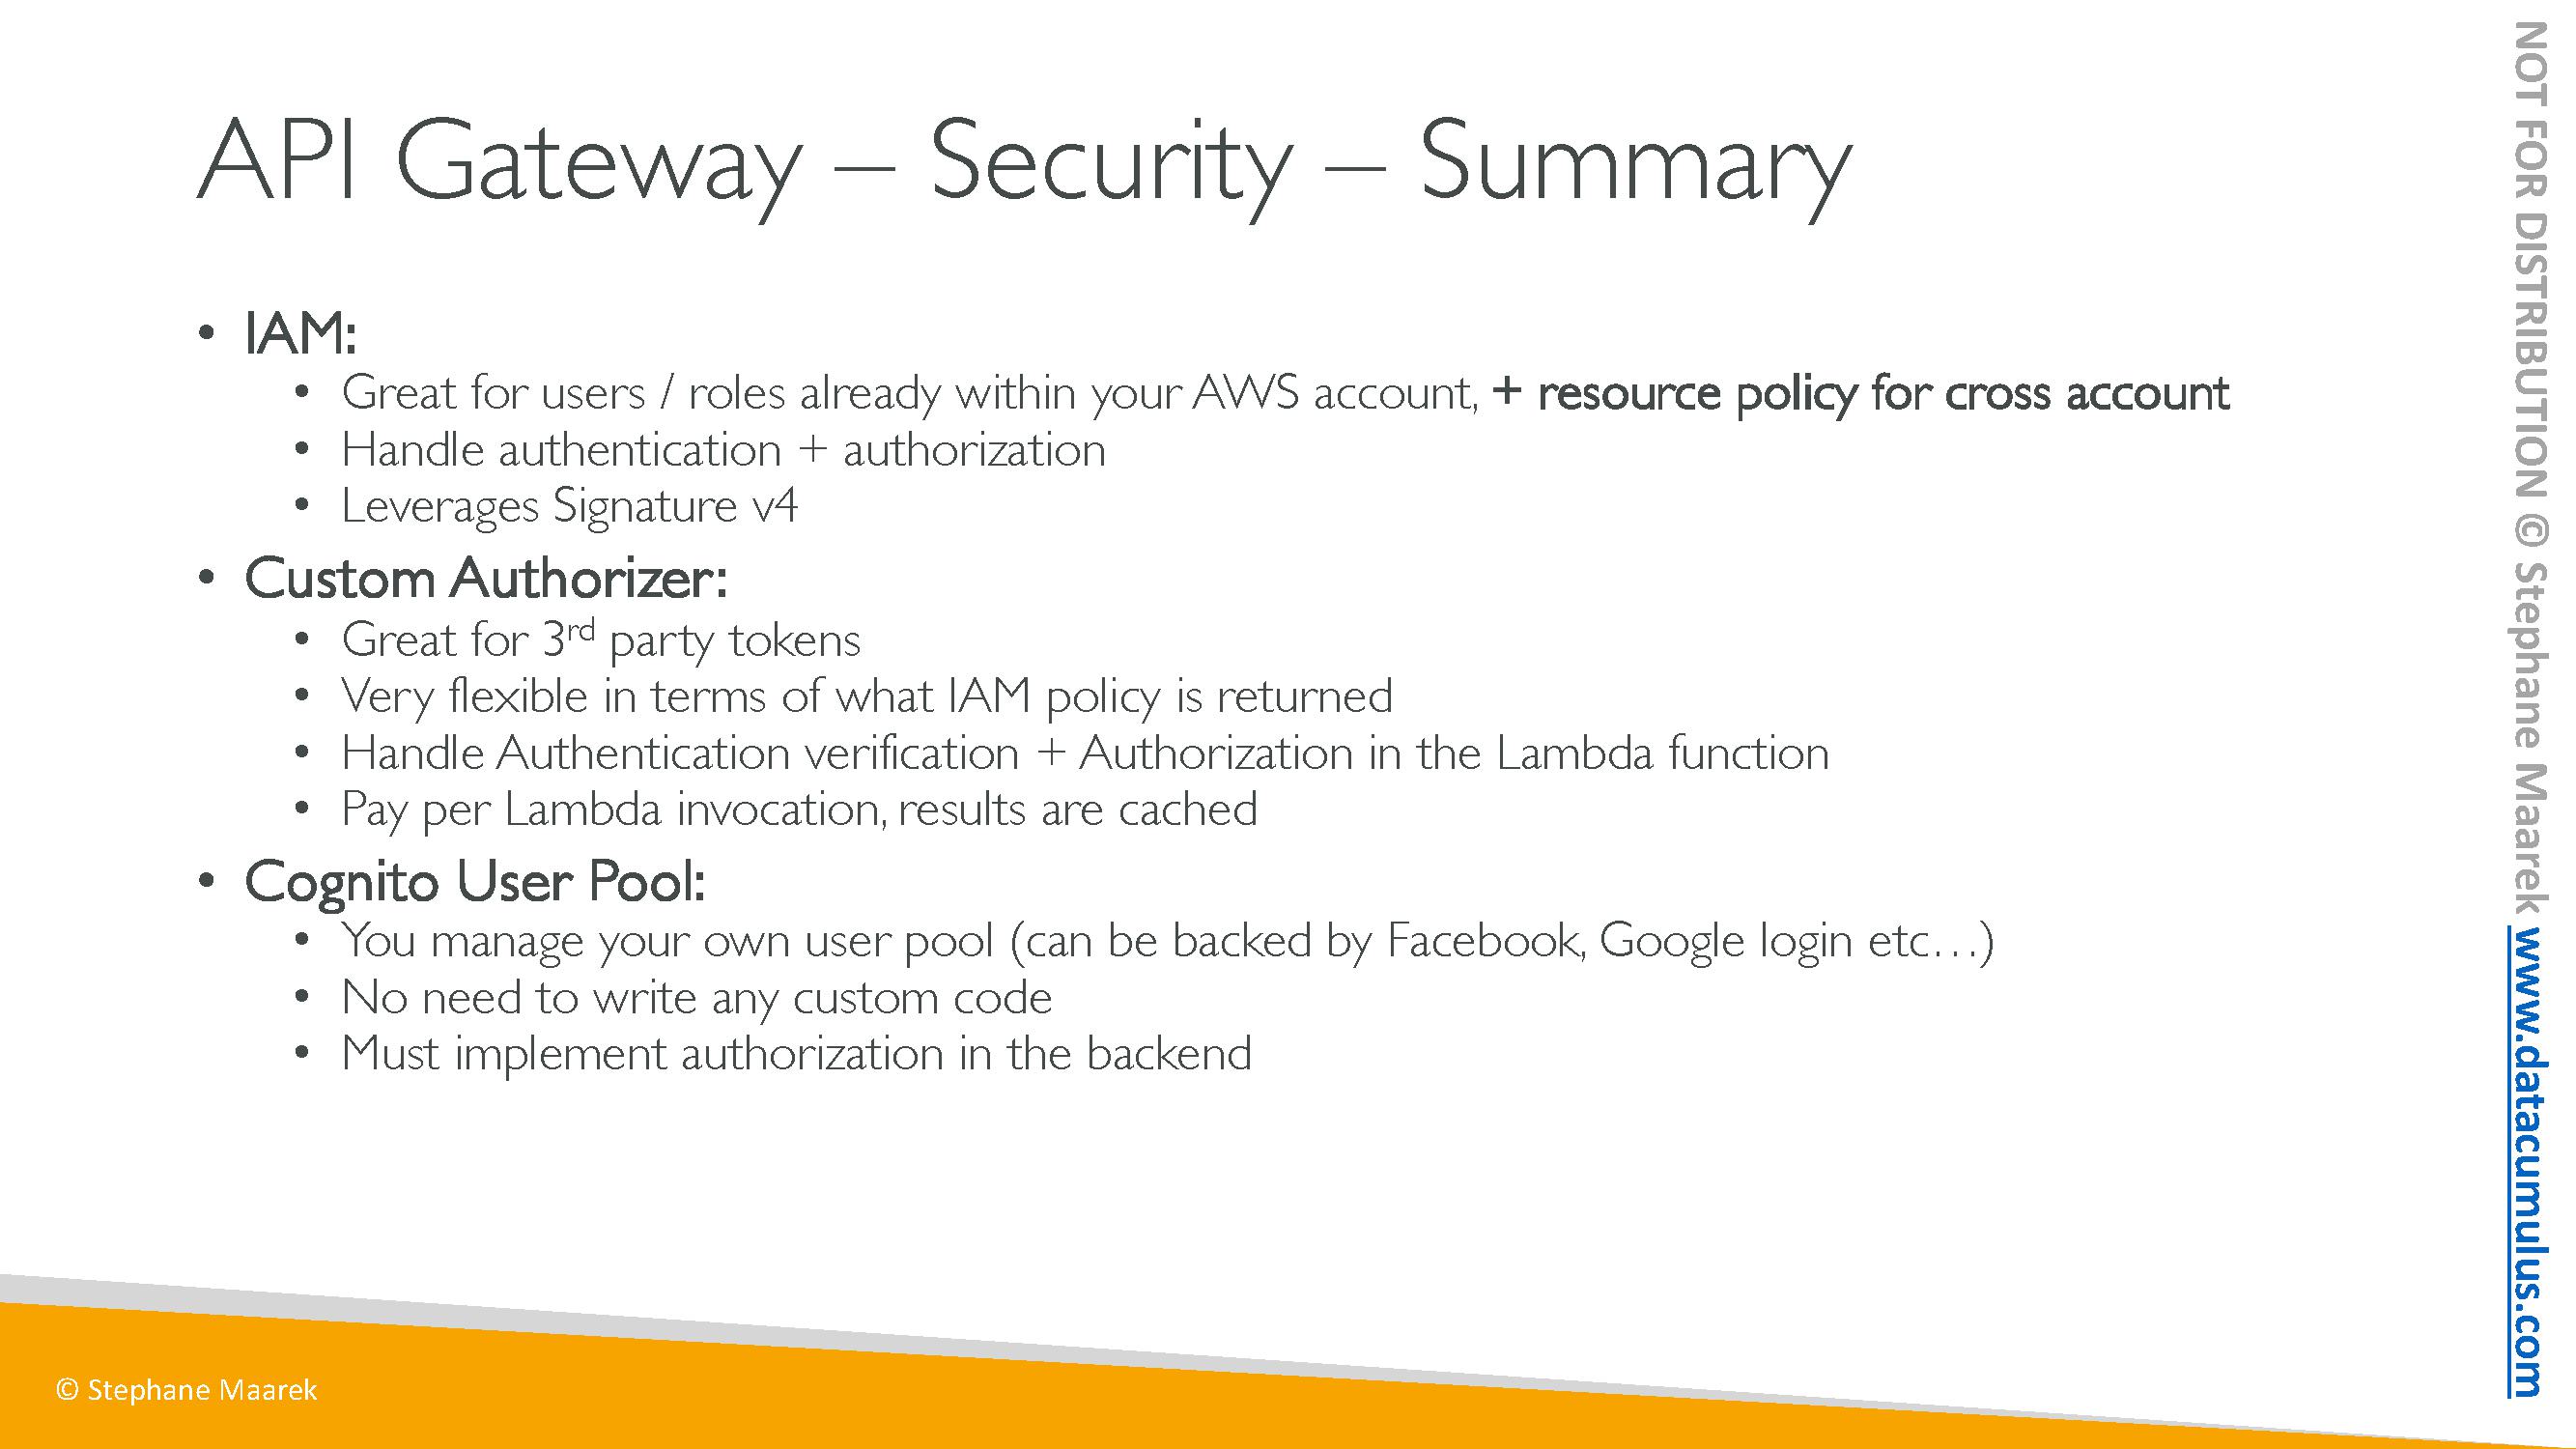 API Gateway – Security – Summary
• IAM:
• Great for users / roles already within your AWS account, + resource policy for cross account
• Handle authentication + authorization
• Leverages Signature v4
• Custom Authorizer:
• Great for 3rd party tokens
• Very flexible in terms of what IAM policy is returned
• Handle Authentication verification + Authorization in the Lambda function
• Pay per Lambda invocation, results are cached
• Cognito User Pool:
• You manage your own user pool (can be backed by Facebook, Google login etc…)
• No need to write any custom code
• Must implement authorization in the backend
© Stephane Maarek
NOT FOR DISTRIBUTION © Stephane Maarek www.datacumulus.com